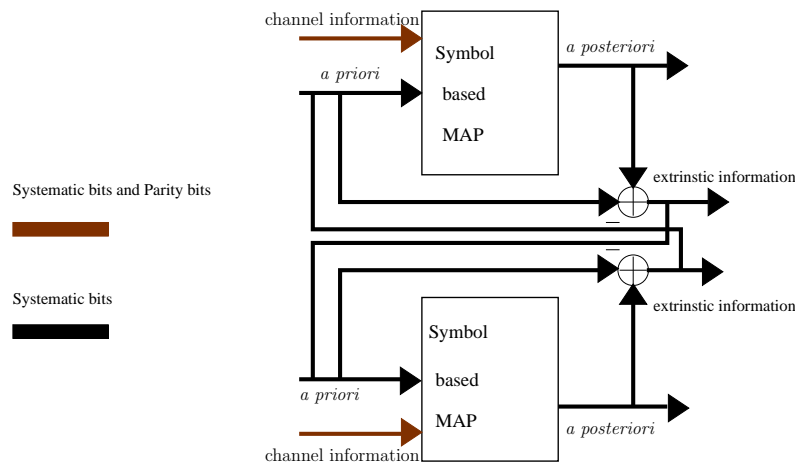 channel information
a priori
Symbol
based
MAP
a posteriori
extrinstic information
Systematic bits and Parity bits
Systematic bits
extrinstic information
Symbol
based
MAP
a priori
channel information
a posteriori